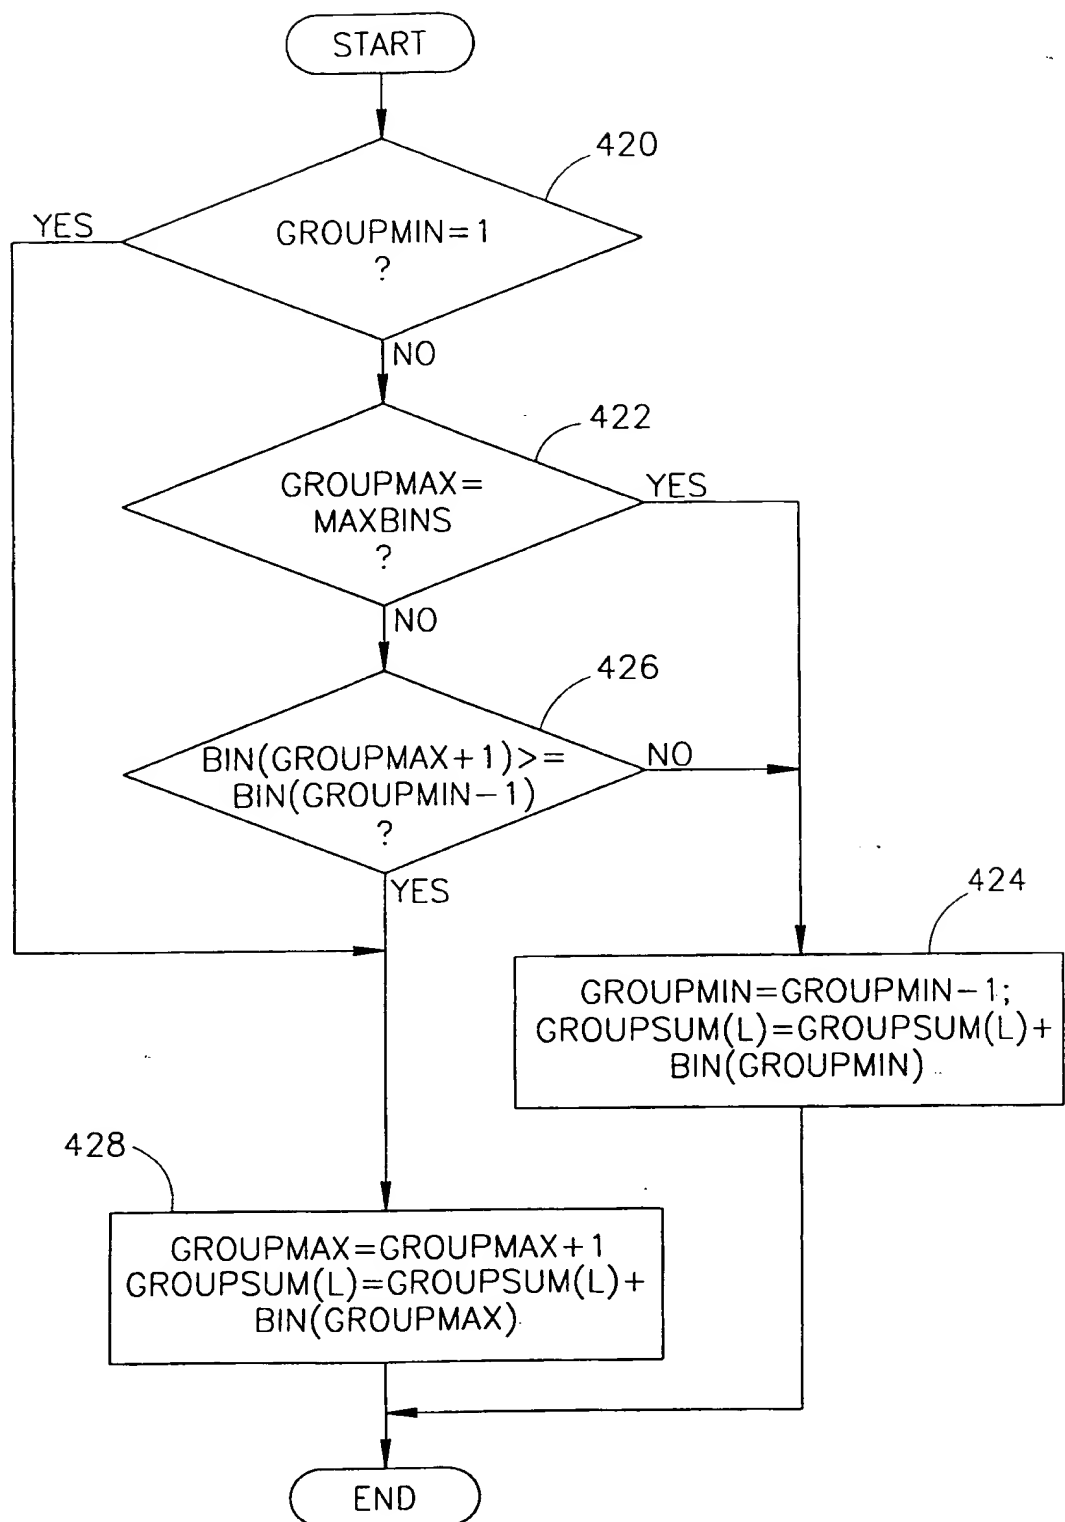 START
420
YES
GROUPMIN=1
?
NO
422
GROUPMAX=
MAXBINS
?
YES
NO
426
BIN(GROUPMAX+1)>=
BIN(GROUPMIN-1)
?
NO
YES
424
GROUPMIN=GROUPMIN-1;
GROUPSUM(L)=GROUPSUM(L)+
BIN(GROUPMIN)
428
GROUPMAX=GROUPMAX+1
GROUPSUM(L)=GROUPSUM(L)+
BIN(GROUPMAX)
END